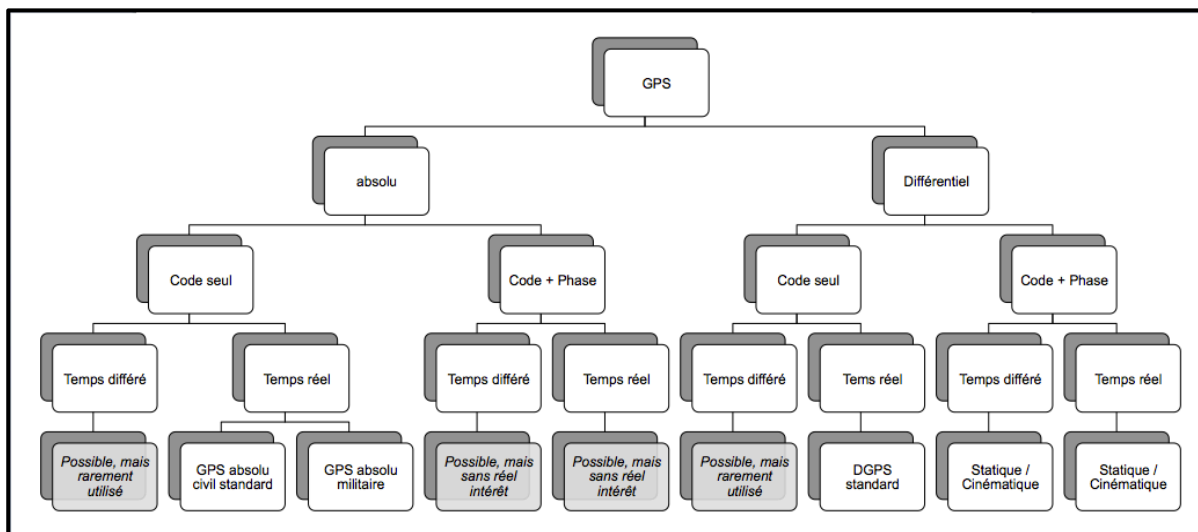 GPS
absolu
Différentiel
Code seul
Code + Phase
Code seul
Code + Phase
Temps différé
Temps réel
Temps différé
Temps réel
Temps différé
Tems réel
Temps différé
Temps réel
Possible, mais
rarement
utilisé
GPS absolu
civil standard
GPS absolu
militaire
Possible, mais
sans réel
intérêt
Possible, mais
sans réel
intérêt
Possible, mais
rarement
utilisé
DGPS
standard
Statique /
Cinématique
Statique /
Cinématique